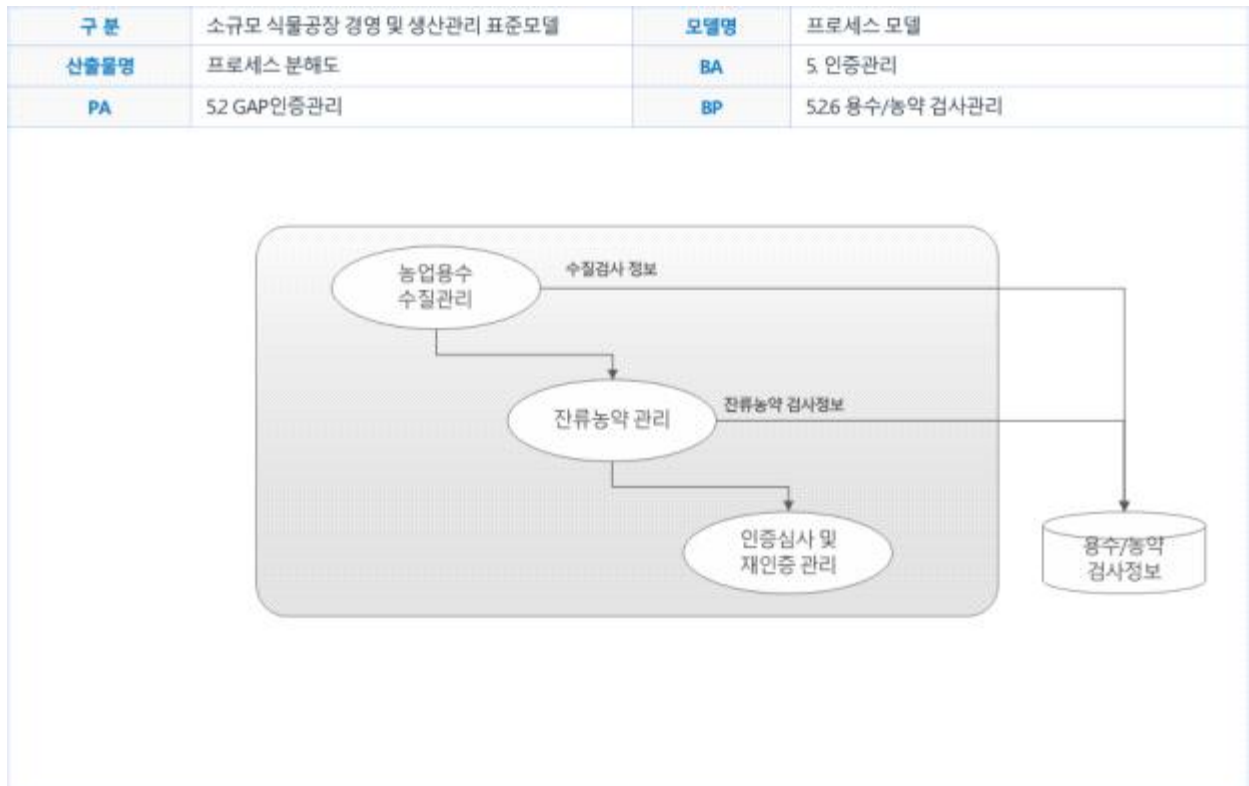 구 분 소규모 식물공장 경영 및 생산관리 표준모델 모델명 프로세스 모델
산출물명 프로세스 분해도 BA 5. 인증관리
PA 5.2 GAP인증관리 BP 5.2.6 용수/농약 검사관리
농업용수
수질관리
수질검사 정보
잔류농약 관리
잔류농약 검사정보
인증심사 및
재인증 관리
용수/농약
검사정보